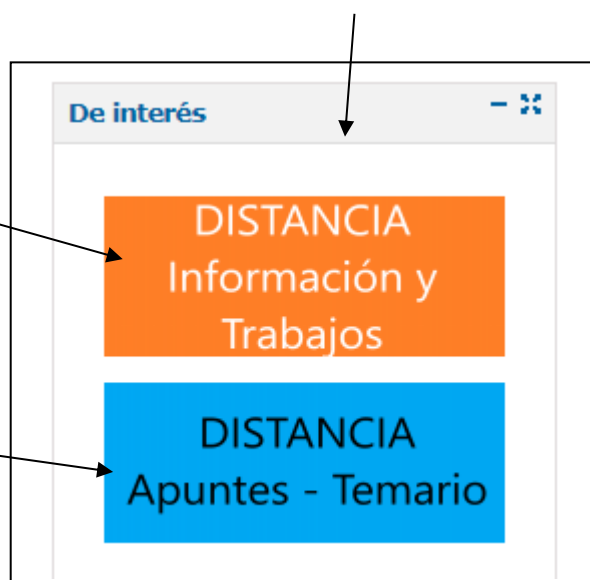 De interés
DISTANCIA
Información y
Trabajos
DISTANCIA
Apuntes - Temario